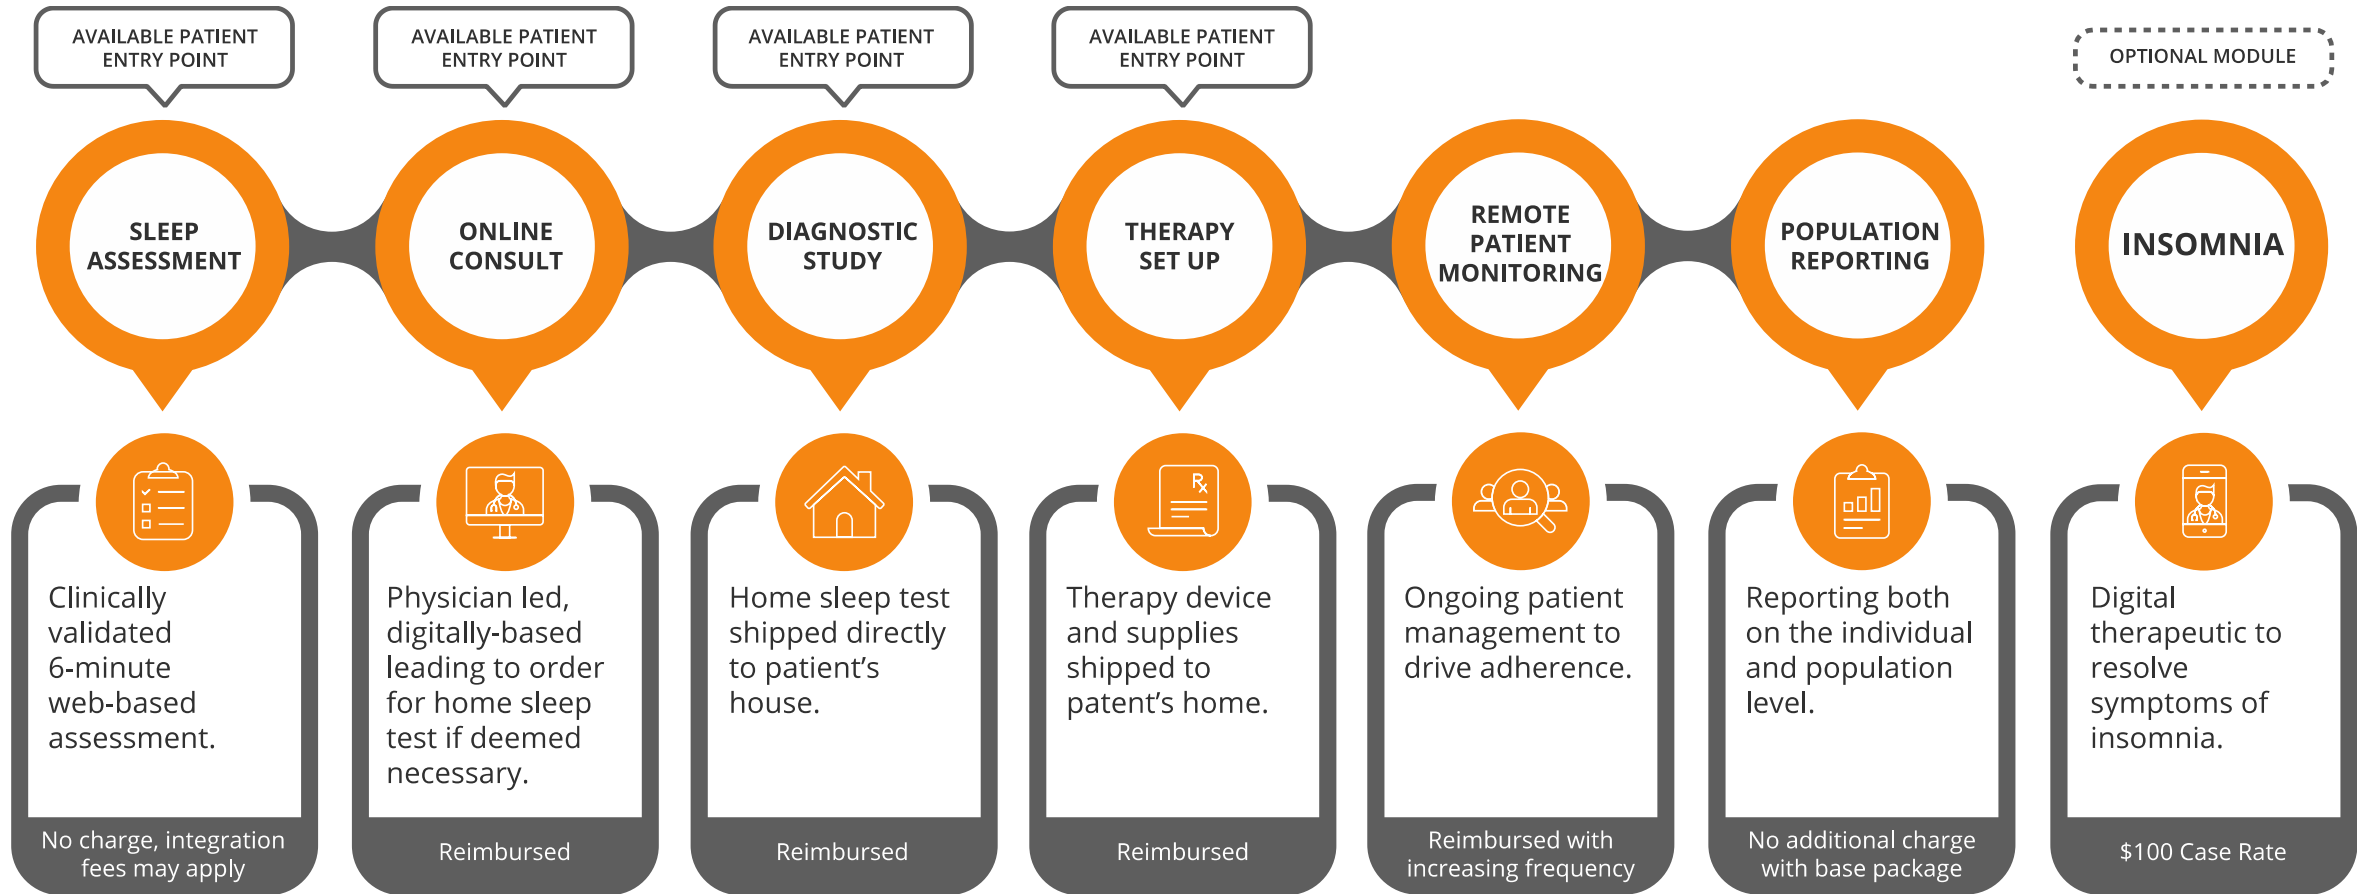 AVAILABLE PATIENT
ENTRY POINT
AVAILABLE PATIENT
ENTRY POINT
AVAILABLE PATIENT
ENTRY POINT
AVAILABLE PATIENT
ENTRY POINT
OPTIONAL MODULE
SLEEP
ASSESSMENT
ONLINE
CONSULT
DIAGNOSTIC
STUDY
THERAPY
SET UP
REMOTE
PATIENT
MONITORING
POPULATION
REPORTING
INSOMNIA
Clinically
validated
6-minute
web-based
assessment.
No charge, integration
fees may apply
Physician led,
digitally-based
leading to order
for home sleep
test if deemed
necessary.
Reimbursed
Home sleep test
shipped directly
to patient’s
house.
Reimbursed
Rx
Therapy device
and supplies
shipped to
patent’s home.
Reimbursed
Ongoing patient
management to
drive adherence.
Reimbursed with
increasing frequency
Reporting both
on the individual
and population
level.
No additional charge
with base package
Digital
therapeutic to
resolve
symptoms of
insomnia.
$100 Case Rate